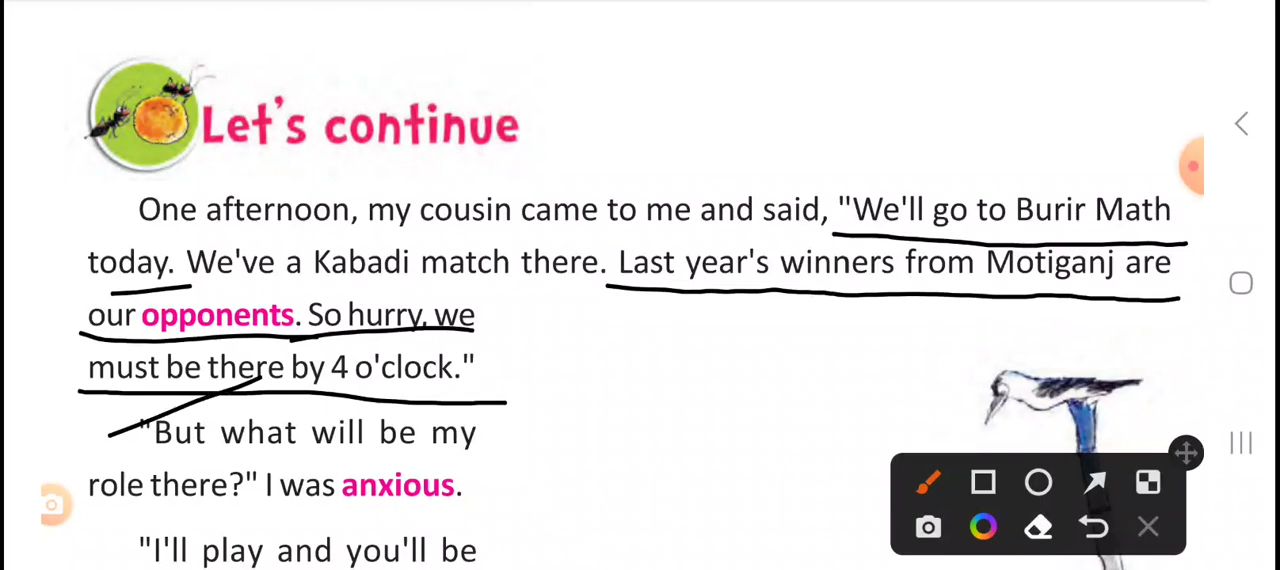 Let's continue
One afternoon, my cousin came to me and said, "We'll go to Burir Math
today. We've a Kabadi match there. Last year's winners from Motiganj are
our opponents. So hurry, we
must be there by 4 o'clock."
"But what will be my
role there?" I was anxious.
"I'll play and you'll be